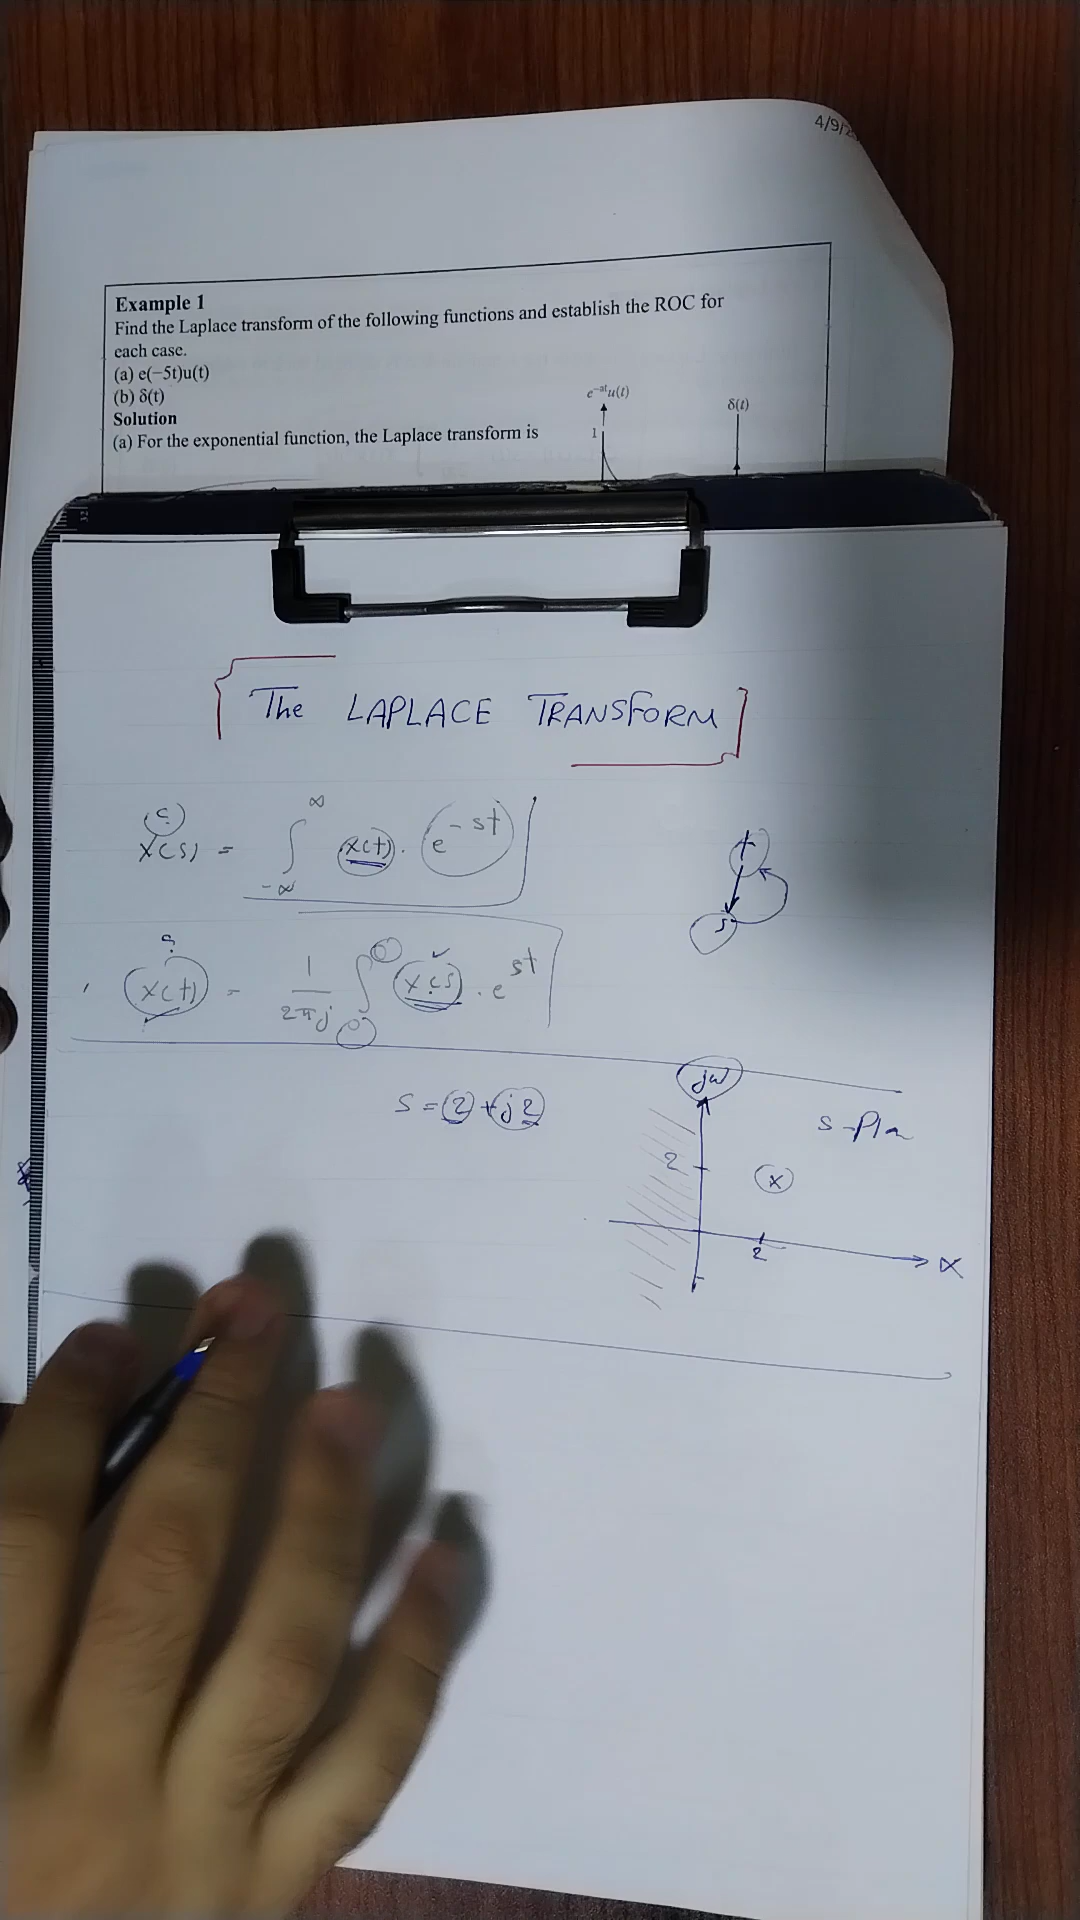 4/9/2
Example 1
Find the Laplace transform of the following functions and establish the ROC for
each case.
(a) e(−5t)u(t)
(b) δ(t)
Solution
(a) For the exponential function, the Laplace transform is
e^-at u(t)
1
δ(t)
32
The LAPLACE TRANSFORM
?
X(s) = ∫_{-∞}^{∞} x(t) . e^{-st}
t
s
?
x(t) = 1/2πj ∫ X(s) . e^{st}
s = 2 + j 2
jω
s-Pla
2
x
2
α